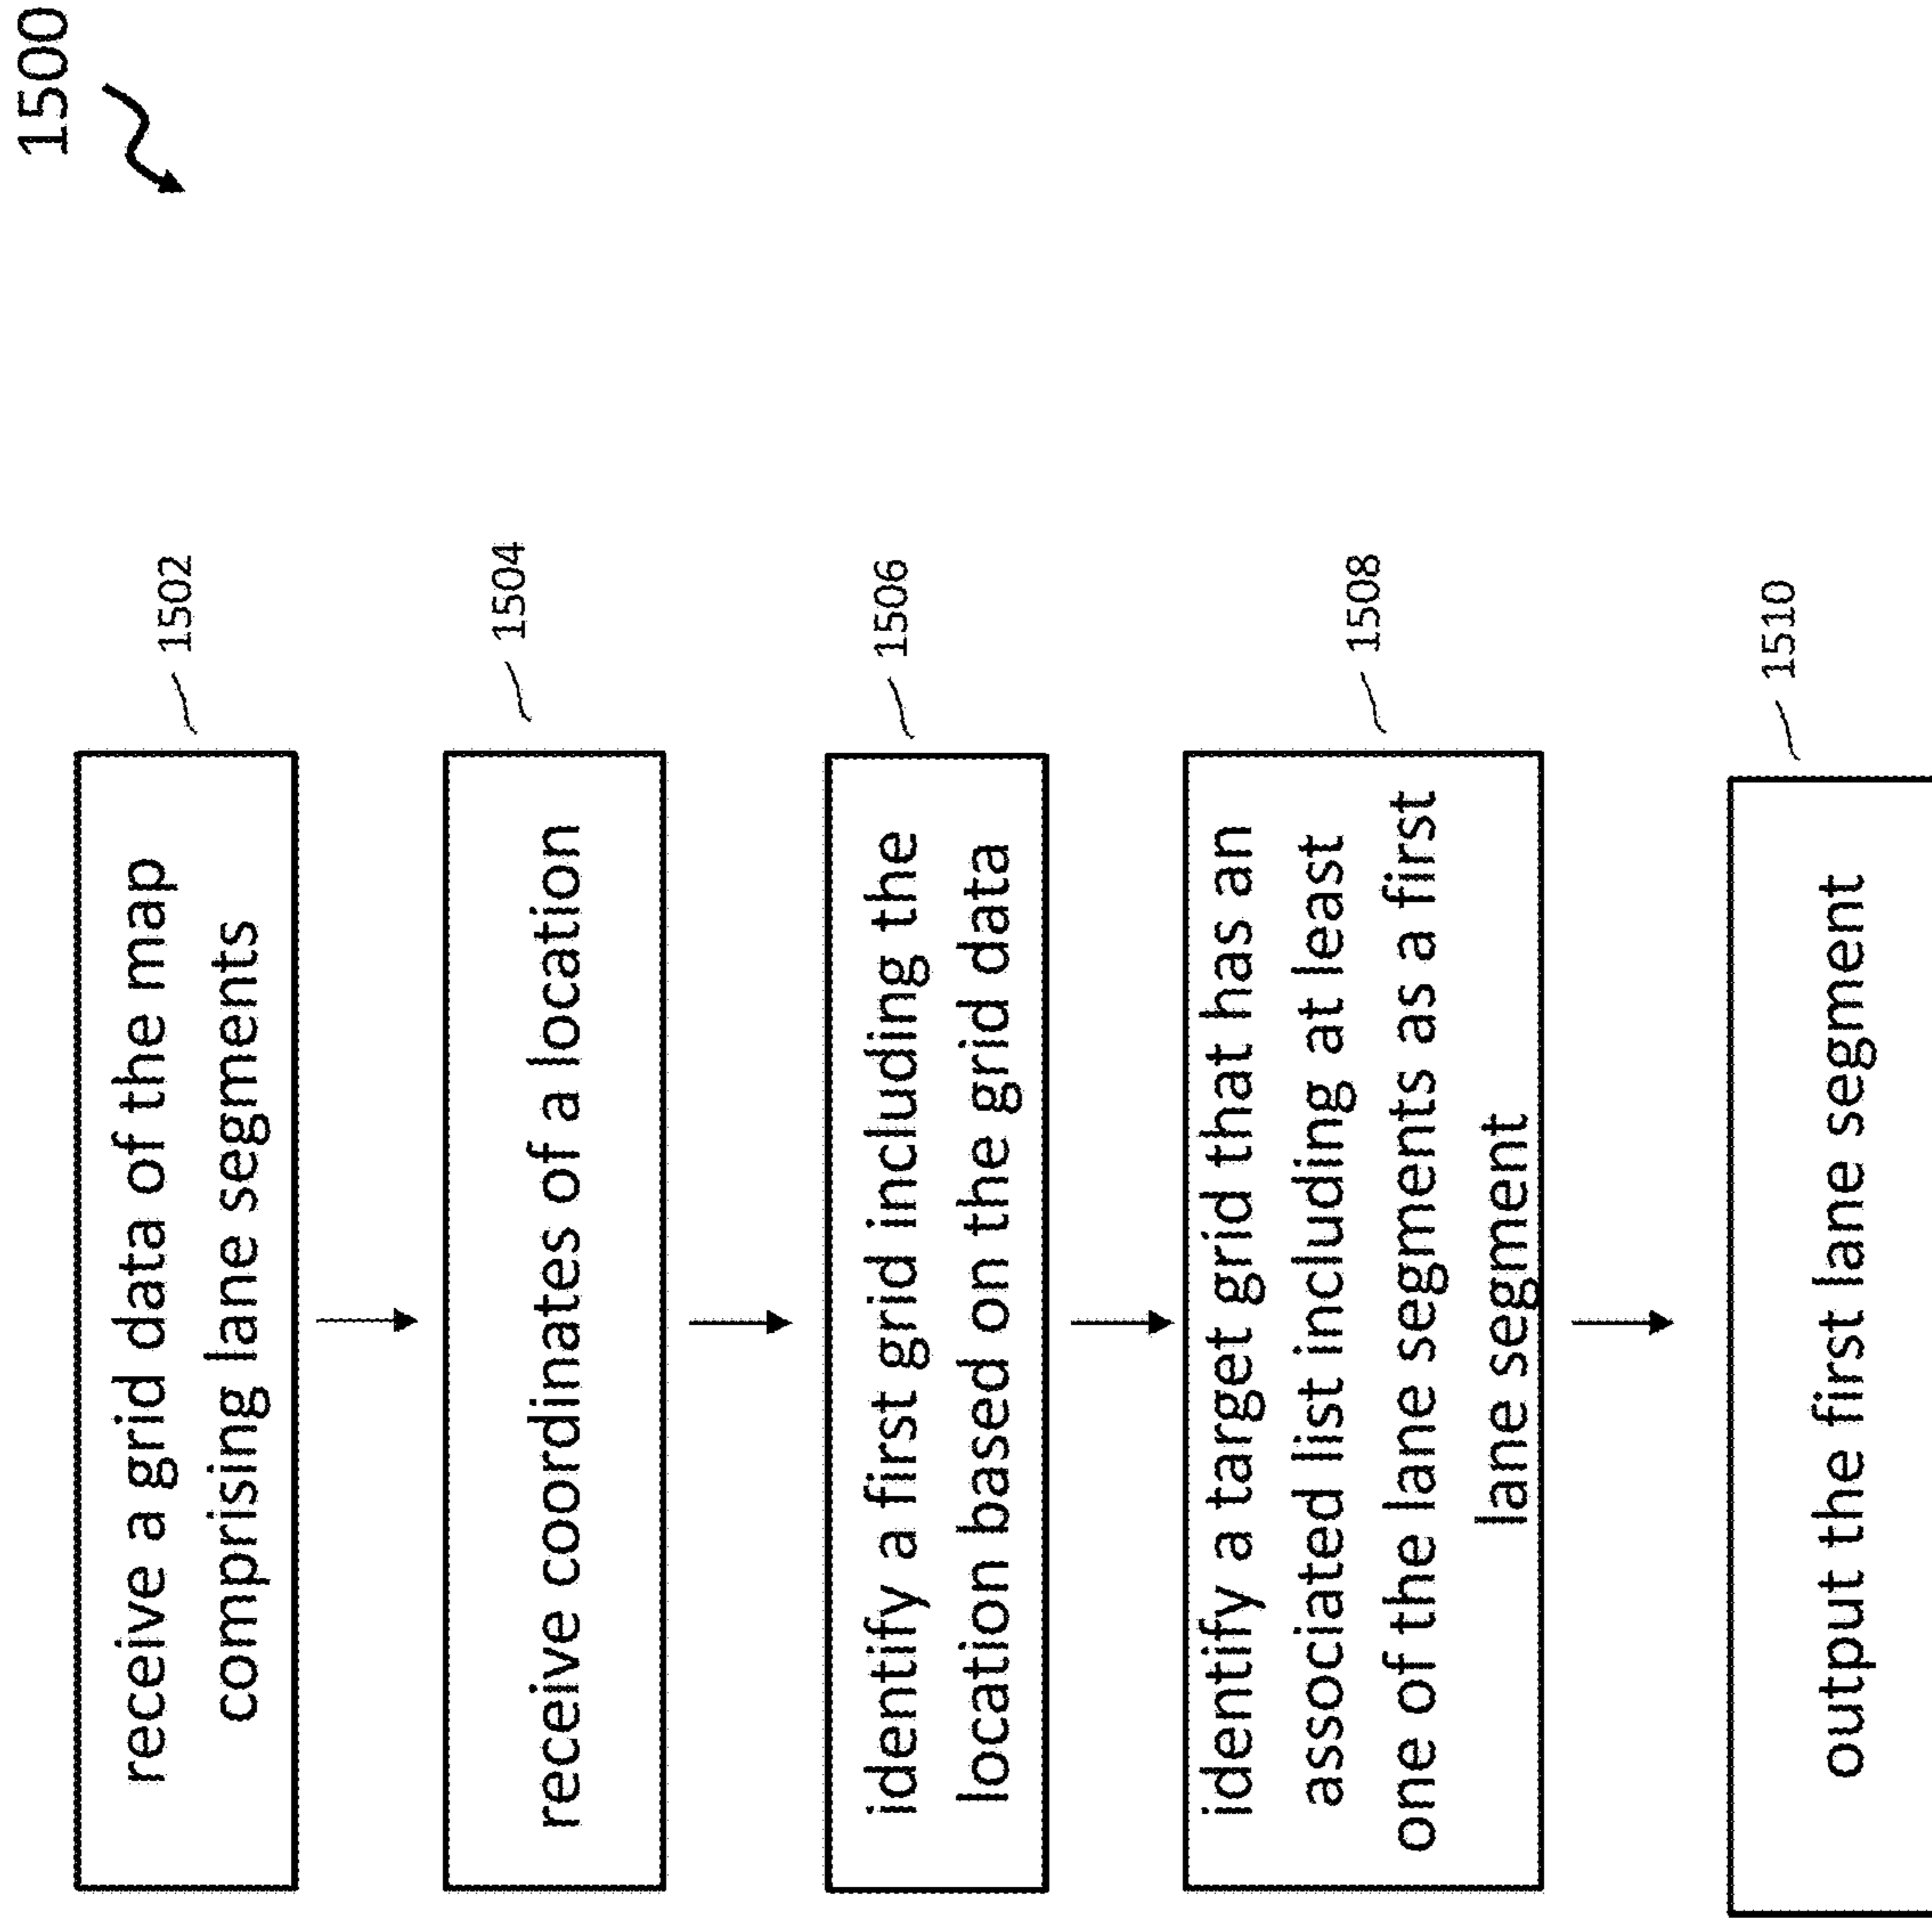 1500
receive a grid data of the map
comprising lane segments
1502
receive coordinates of a location
1504
identify a first grid including the
location based on the grid data
1506
identify a target grid that has an
associated list including at least
one of the lane segments as a first
lane segment
1508
output the first lane segment
1510